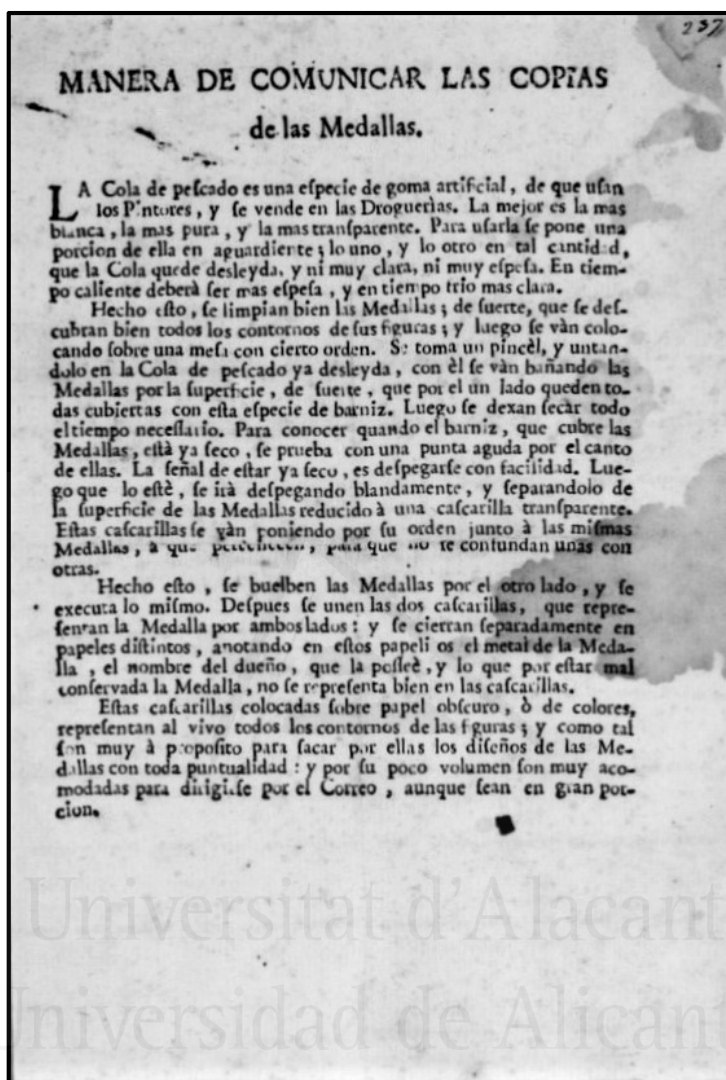 237
MANERA DE COMUNICAR LAS COPIAS
de las Medallas.
LA Cola de peſcado es una eſpecie de goma artificial, de que uſan
los Pintores, y ſe vende en las Droguerìas. La mejor es la mas
blanca, la mas pura, y la mas tranſparente. Para uſarla ſe pone una
porcion de ella en aguardiente; lo uno, y lo otro en tal cantidad,
que la Cola quede desleyda, y ni muy clara, ni muy eſpeſa. En tiem-
po caliente deberà ſer mas eſpeſa, y en tiempo frio mas clara.
Hecho eſto, ſe limpian bien las Medallas; de ſuerte, que ſe deſ-
cubran bien todos los contornos de ſus figuras; y luego ſe vàn colo-
cando ſobre una meſa con cierto orden. Se toma un pincèl, y untan-
dolo en la Cola de peſcado ya desleyda, con èl ſe vàn bañando las
Medallas por la ſuperficie, de ſuerte, que por el un lado queden to-
das cubiertas con eſta eſpecie de barniz. Luego ſe dexan ſecar todo
el tiempo neceſſario. Para conocer quando el barniz, que cubre las
Medallas, eſtà ya ſeco, ſe prueba con una punta aguda por el canto
de ellas. La ſeñal de eſtar ya ſeco, es deſpegarſe con facilidad. Lue-
go que lo eſtè, ſe irà deſpegando blandamente, y ſeparandolo de
la ſuperficie de las Medallas reducido à una caſcarilla tranſparente.
Eſtas caſcarillas ſe vàn poniendo por ſu orden junto à las miſmas
Medallas, à que pertenecen, para que no ſe confundan unas con
otras.
Hecho eſto, ſe buelben las Medallas por el otro lado, y ſe
executa lo miſmo. Deſpues ſe unen las dos caſcarillas, que repre-
ſentan la Medalla por ambos lados: y ſe cierran ſeparadamente en
papeles diſtintos, anotando en eſtos papeli os el metal de la Meda-
lla, el nombre del dueño, que la poſſeè, y lo que por eſtar mal
conſervada la Medalla, no ſe repreſenta bien en las caſcarillas.
Eſtas caſcarillas colocadas ſobre papel obſcuro, ò de colores,
repreſentan al vivo todos los contornos de las figuras; y como tal
ſon muy à propoſito para ſacar por ellas los diſeños de las Me-
dallas con toda puntualidad: y por ſu poco volumen ſon muy aco-
modadas para dirigirſe por el Correo, aunque ſean en gran por-
cion.
Universitat d'Alacant
Universidad de Alicante